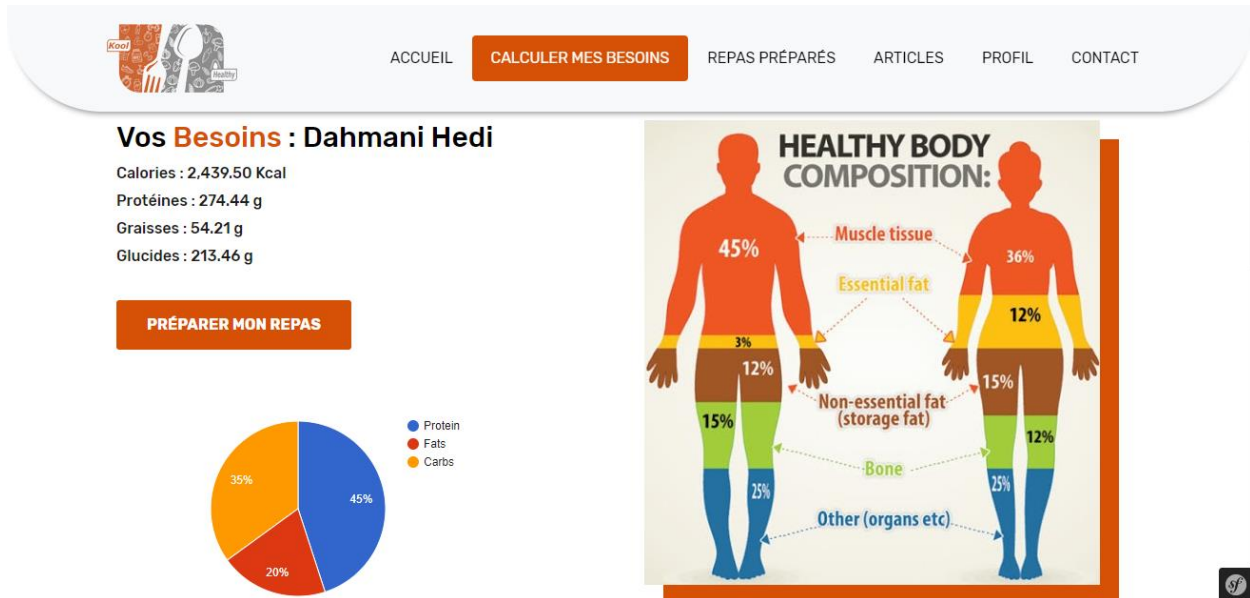 Kool
Healthy
ACCUEIL
CALCULER MES BESOINS
REPAS PRÉPARÉS
ARTICLES
PROFIL
CONTACT
Vos Besoins : Dahmani Hedi
Calories : 2,439.50 Kcal
Protéines : 274.44 g
Graisses : 54.21 g
Glucides : 213.46 g
PRÉPARER MON REPAS
Protein
Fats
Carbs
35%
45%
20%
HEALTHY BODY
COMPOSITION:
45%
Muscle tissue
36%
Essential fat
12%
3%
12%
15%
Non-essential fat
(storage fat)
15%
12%
Bone
25%
25%
Other (organs etc)
sf